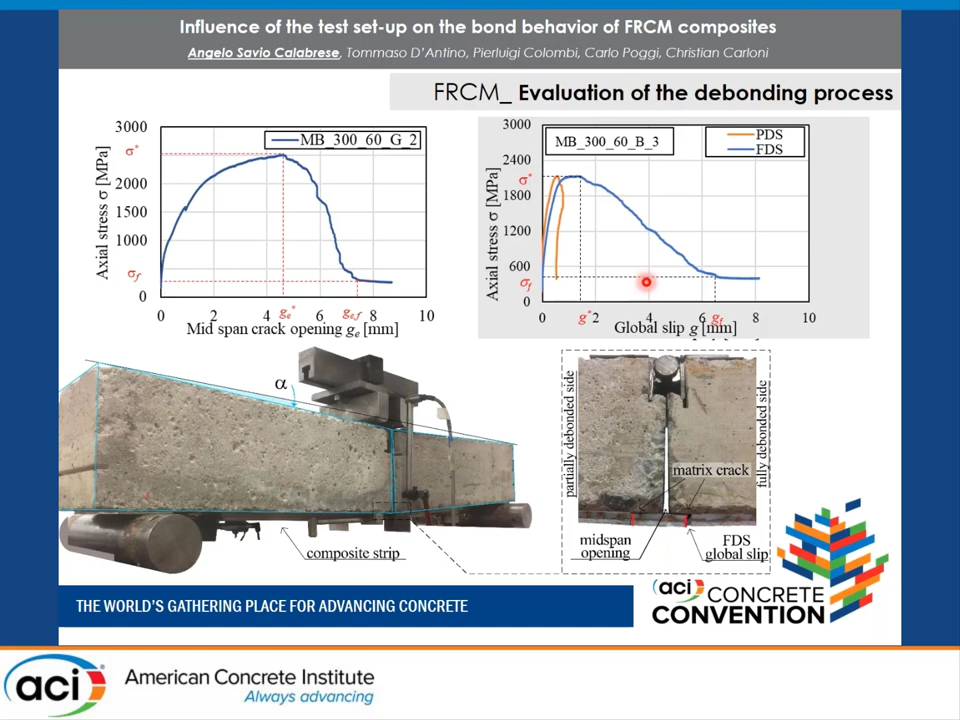 Influence of the test set-up on the bond behavior of FRCM composites
Angelo Savio Calabrese, Tommaso D'Antino, Pierluigi Colombi, Carlo Poggi, Christian Carloni
FRCM_ Evaluation of the debonding process
3000
2000
1500
1000
0
σ*
σf
Axial stress σ [MPa]
MB_300_60_G_2
0 2 4 6 8 10
ge* ge,f
Mid span crack opening ge [mm]
3000
2400
1800
1200
600
0
σ*
σf
Axial stress σ [MPa]
MB_300_60_B_3
PDS
FDS
0 g* 2 4 6 gf 8 10
Global slip g [mm]
α
composite strip
partially debonded side
fully debonded side
matrix crack
midspan
opening
FDS
global slip
THE WORLD'S GATHERING PLACE FOR ADVANCING CONCRETE
aci CONCRETE
CONVENTION
aci
American Concrete Institute
Always advancing